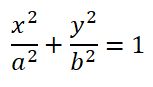 x²/a² + y²/b² = 1